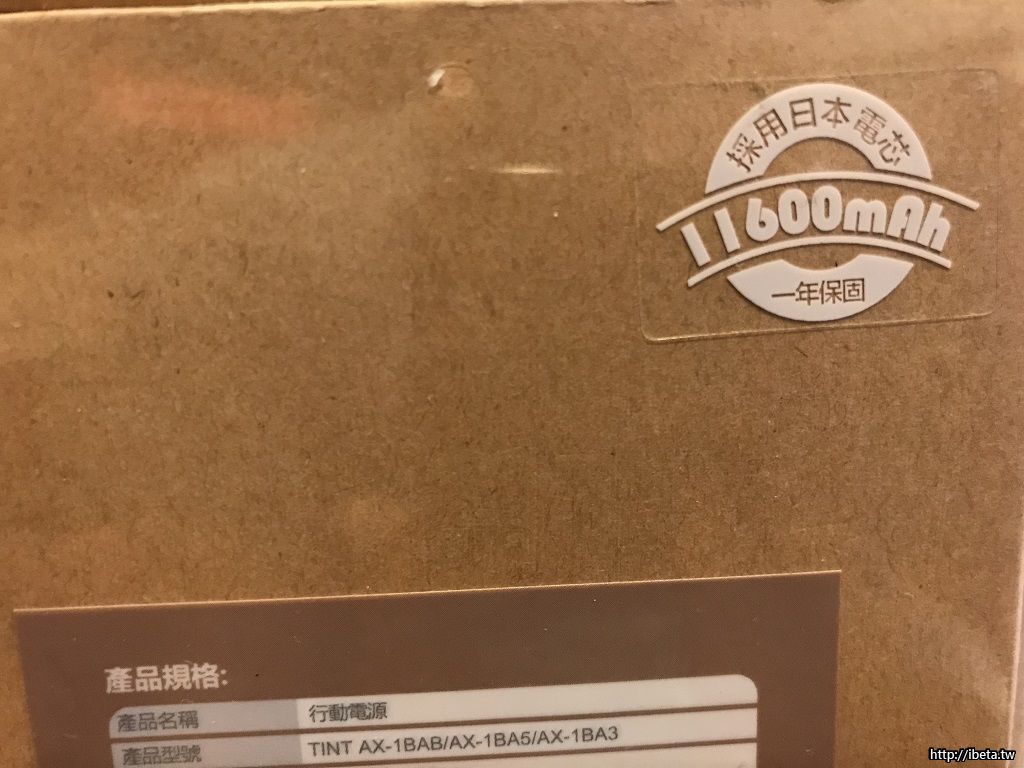 採用日本電芯
11600mAh
一年保固
產品規格:
產品名稱 行動電源
產品型號 TINT AX-1BAB/AX-1BA5/AX-1BA3
http://ibeta.tw